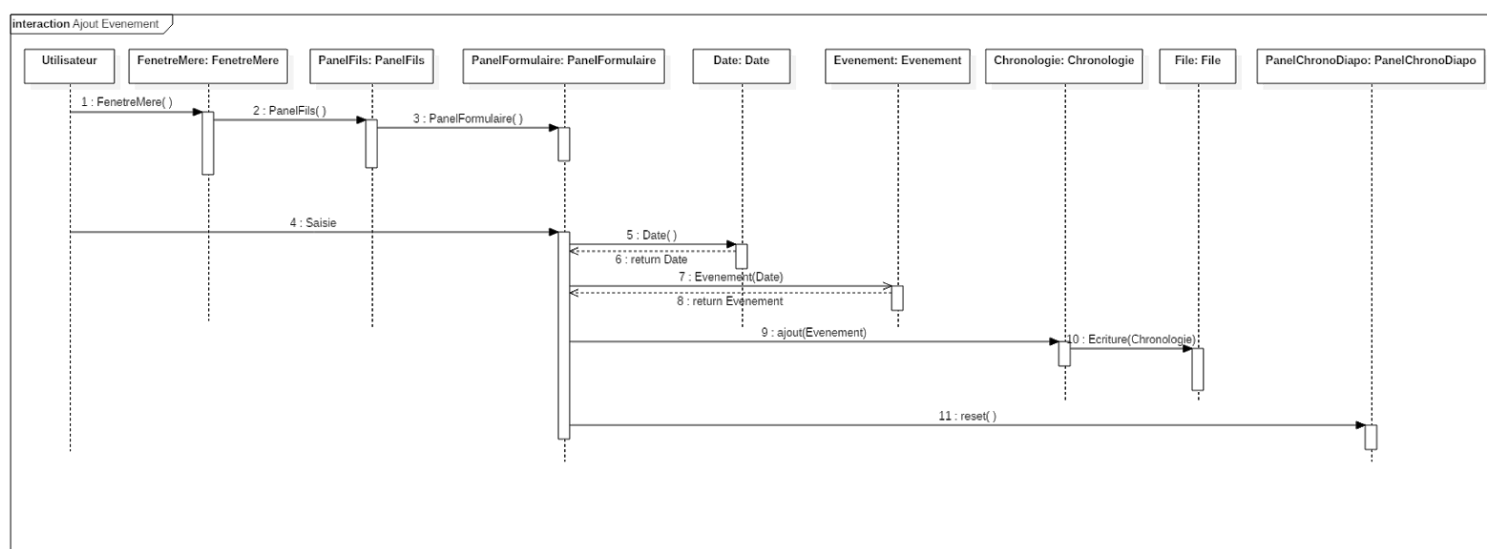 interaction Ajout Evenement
Utilisateur
FenetreMere: FenetreMere
PanelFils: PanelFils
PanelFormulaire: PanelFormulaire
Date: Date
Evenement: Evenement
Chronologie: Chronologie
File: File
PanelChronoDiapo: PanelChronoDiapo
1 : FenetreMere( )
2 : PanelFils( )
3 : PanelFormulaire( )
4 : Saisie
5 : Date( )
6 : return Date
7 : Evenement(Date)
8 : return Evenement
9 : ajout(Evenement)
10 : Ecriture(Chronologie)
11 : reset( )